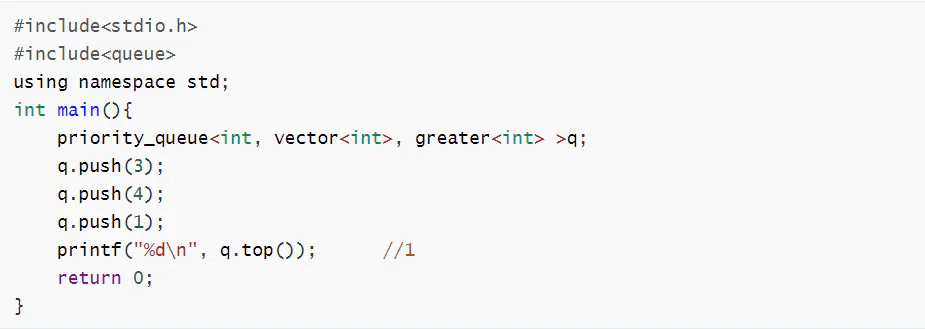 #include<stdio.h>
#include<queue>
using namespace std;
int main(){
    priority_queue<int, vector<int>, greater<int> >q;
    q.push(3);
    q.push(4);
    q.push(1);
    printf("%d\n", q.top());      //1
    return 0;
}